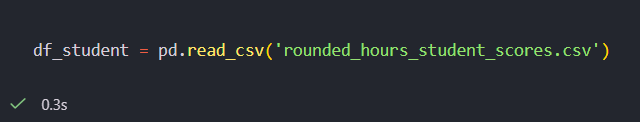 df_student = pd.read_csv('rounded_hours_student_scores.csv')
0.3s